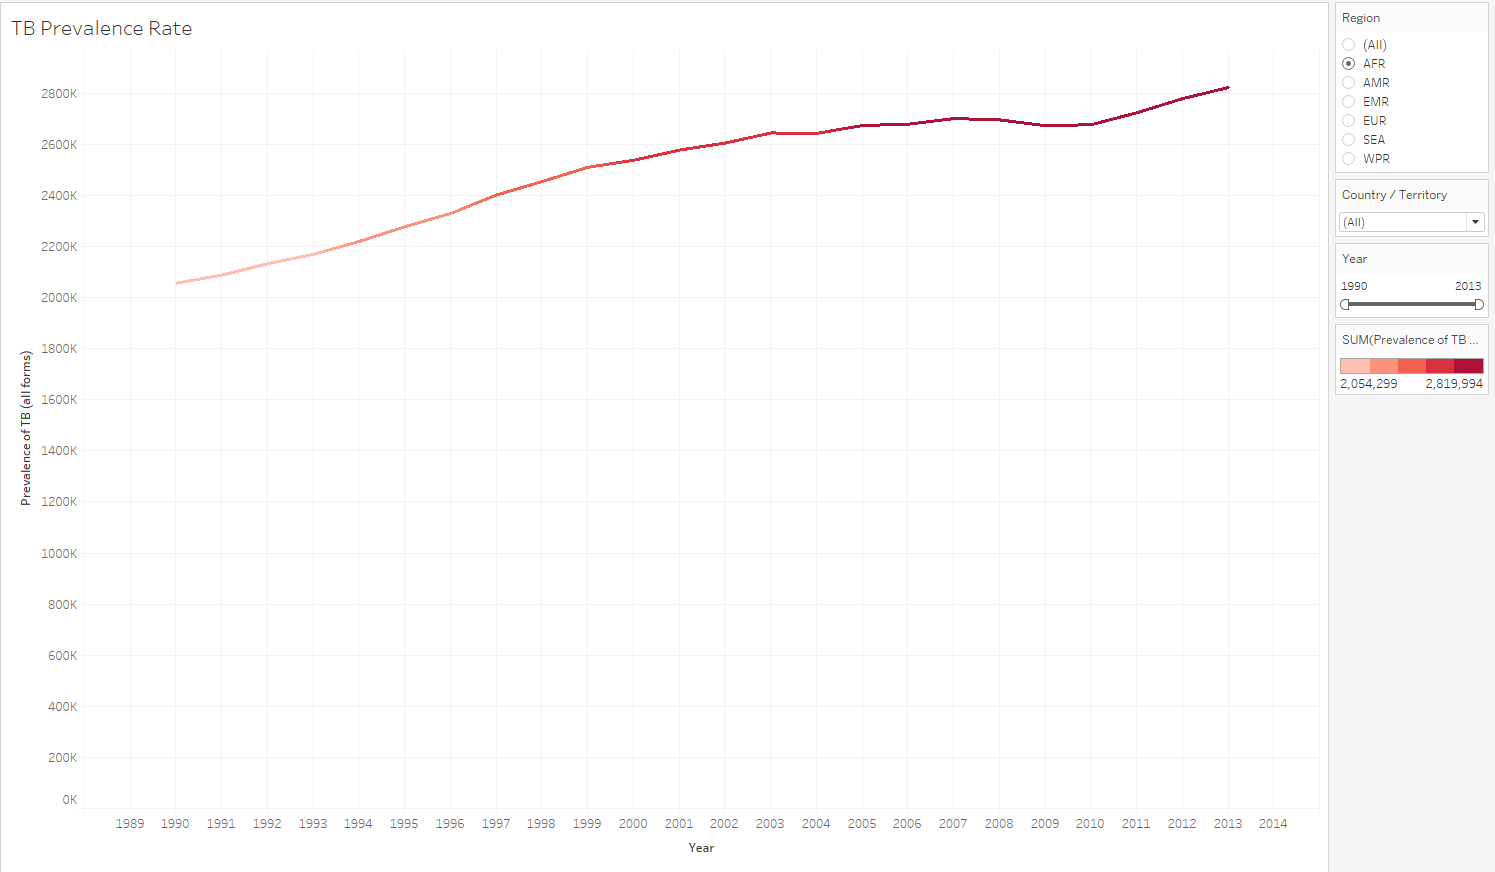 TB Prevalence Rate
2800K
2600K
2400K
2200K
2000K
1800K
1600K
1400K
1200K
1000K
800K
600K
400K
200K
0K
Prevalence of TB (all forms)
1989 1990 1991 1992 1993 1994 1995 1996 1997 1998 1999 2000 2001 2002 2003 2004 2005 2006 2007 2008 2009 2010 2011 2012 2013 2014
Year
Region
(All)
AFR
AMR
EMR
EUR
SEA
WPR
Country / Territory
(All)
Year
1990 2013
SUM(Prevalence of TB ...
2,054,299 2,819,994